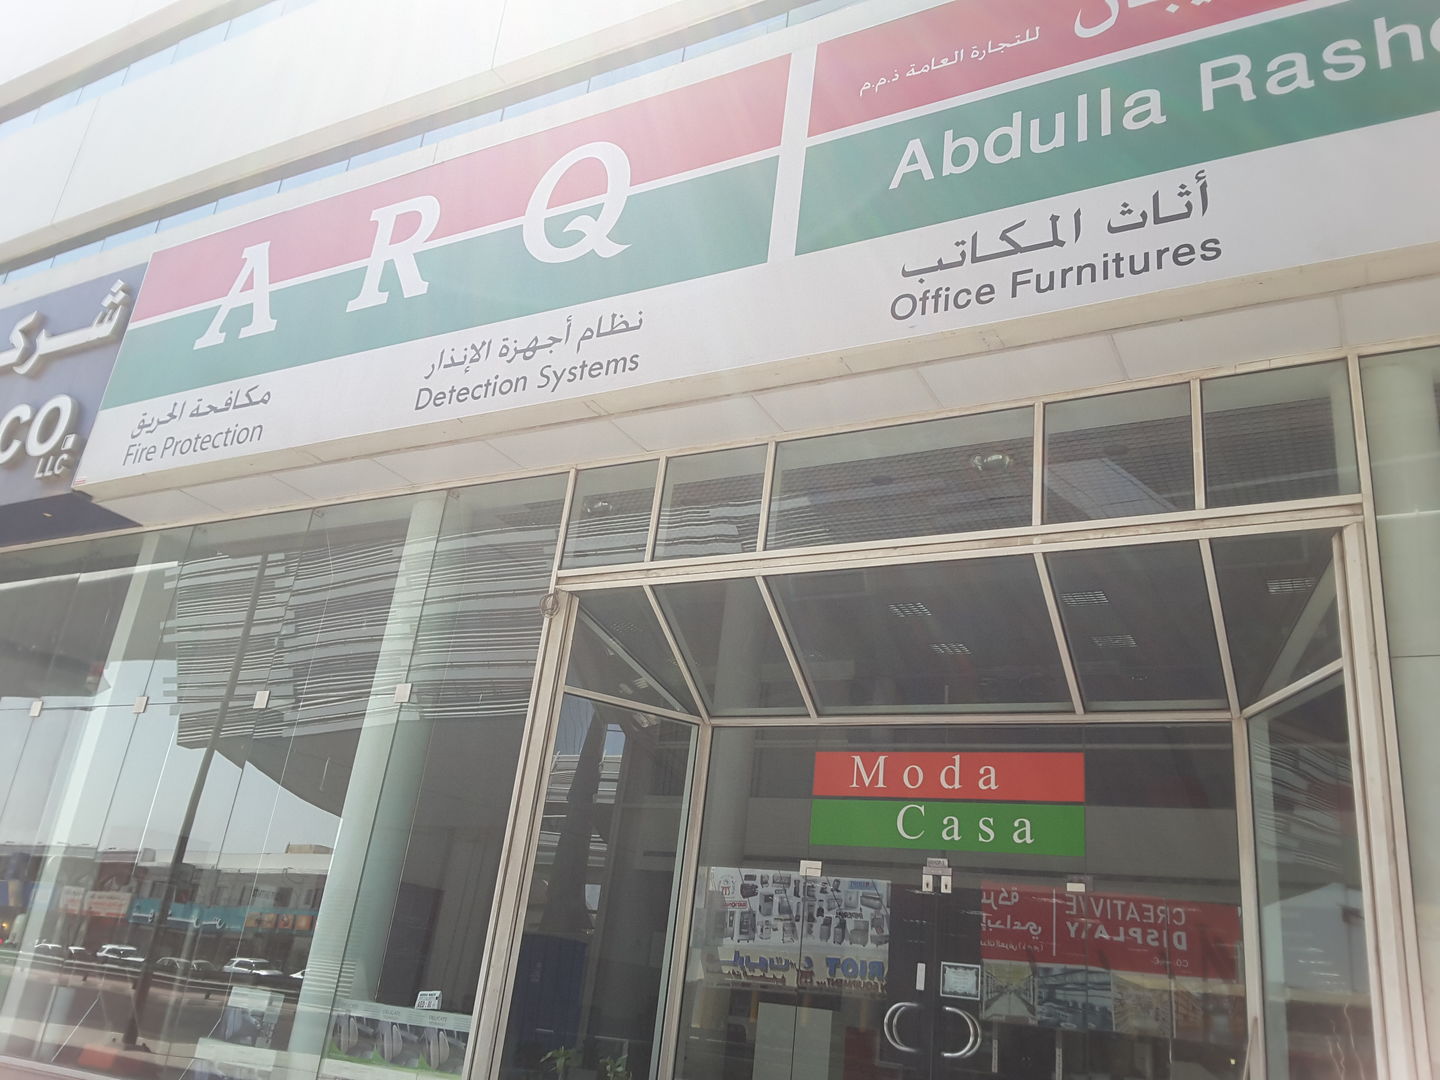 للتجارة العامة ذ.م.م
Abdulla Rashe
A R Q
أثاث المكاتب
Office Furnitures
نظام أجهزة الإنذار
Detection Systems
مكافحة الحريق
Fire Protection
شركـ
CO.
LLC
Moda
Casa
CREATIVE
DISPLAY